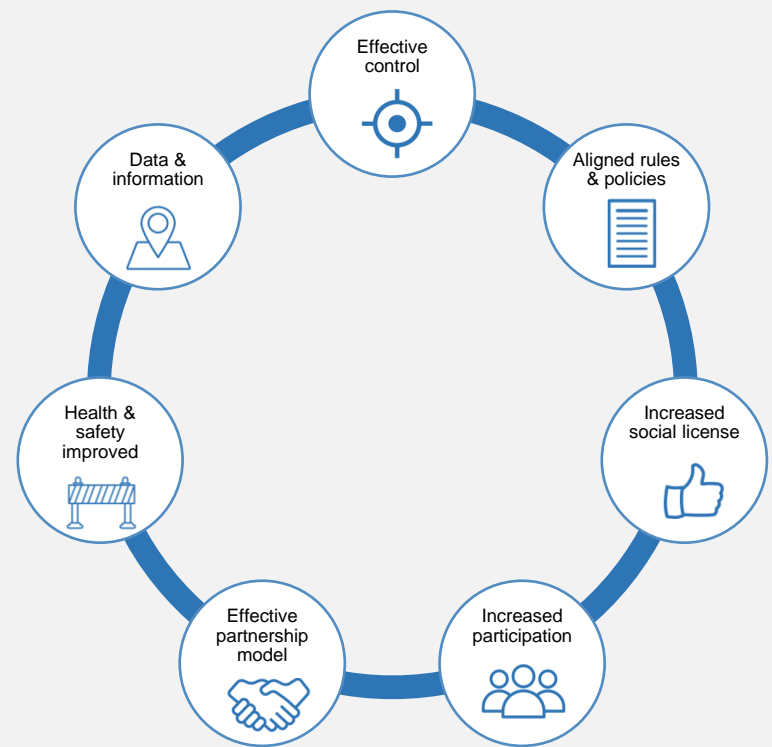 Effective
control
Aligned rules
& policies
Increased
social license
Increased
participation
Effective
partnership
model
Health &
safety
improved
Data &
information